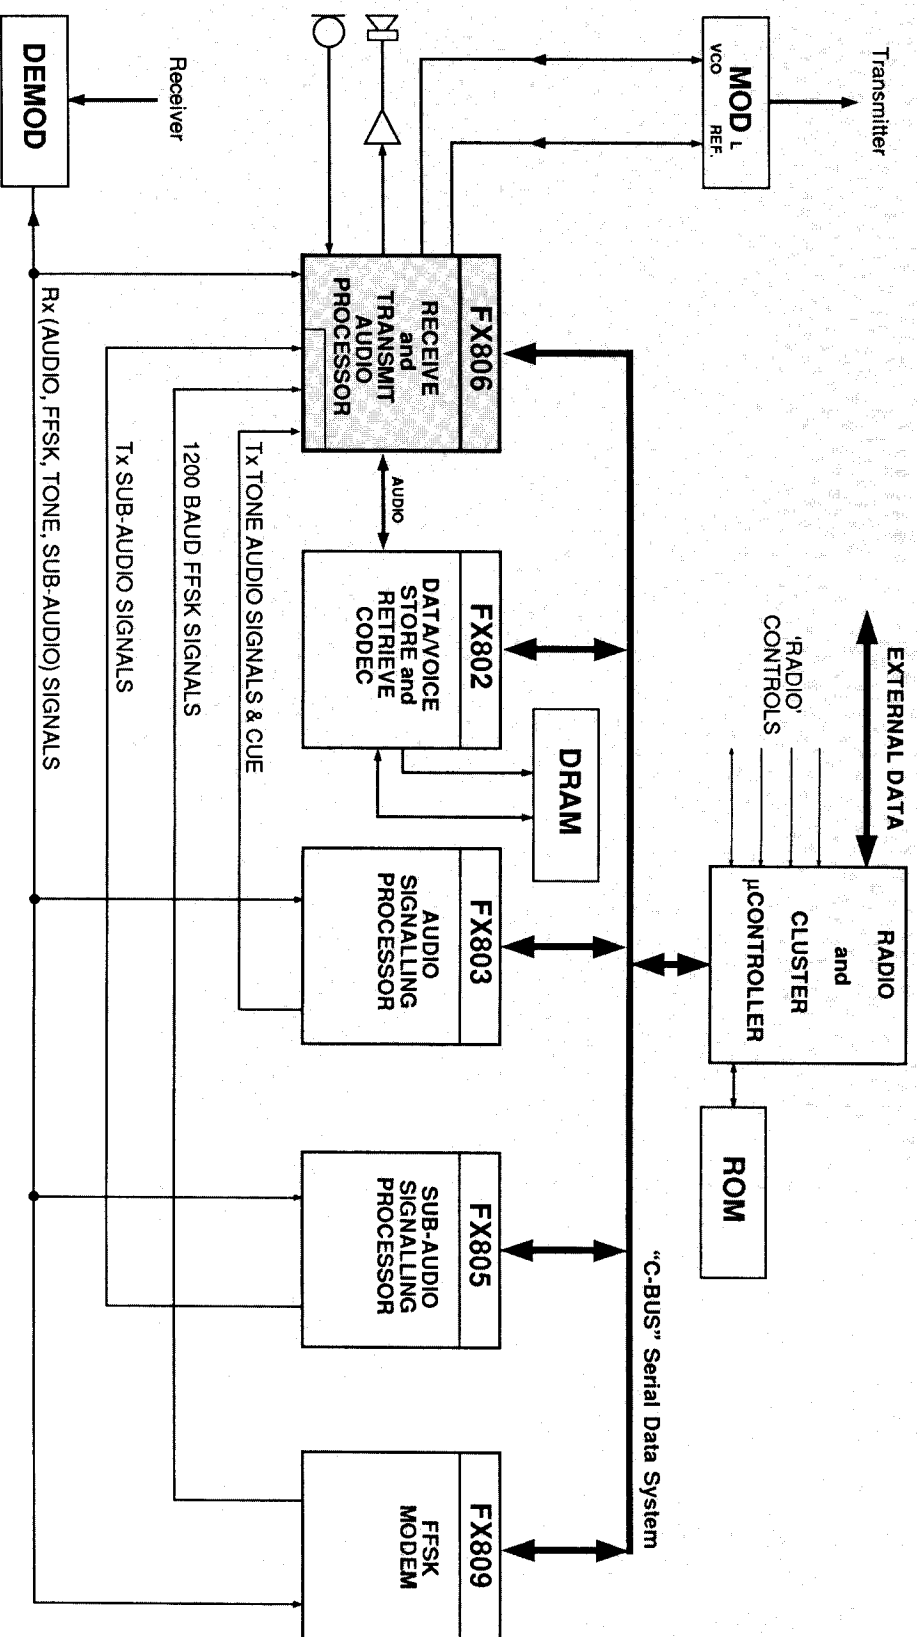 Transmitter
MOD L
VCO REF.
Receiver
DEMOD
EXTERNAL DATA
'RADIO'
CONTROLS
RADIO
and
CLUSTER
µCONTROLLER
ROM
"C-BUS" Serial Data System
DRAM
FX806
RECEIVE
and
TRANSMIT
AUDIO
PROCESSOR
AUDIO
FX802
DATA/VOICE
STORE and
RETRIEVE
CODEC
FX803
AUDIO
SIGNALLING
PROCESSOR
FX805
SUB-AUDIO
SIGNALLING
PROCESSOR
FX809
FFSK
MODEM
Tx TONE AUDIO SIGNALS & CUE
1200 BAUD FFSK SIGNALS
Tx SUB-AUDIO SIGNALS
Rx (AUDIO, FFSK, TONE, SUB-AUDIO) SIGNALS